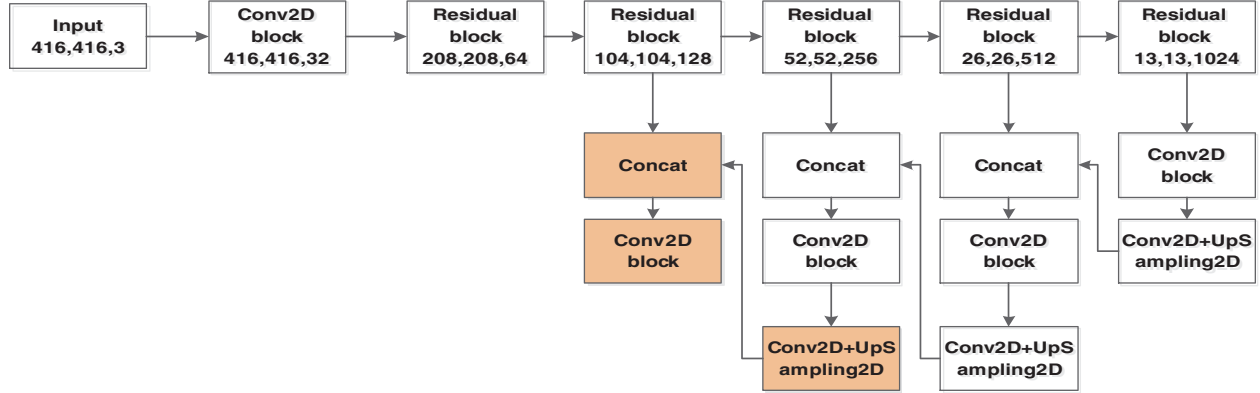 Input
416,416,3
Conv2D
block
416,416,32
Residual
block
208,208,64
Residual
block
104,104,128
Residual
block
52,52,256
Residual
block
26,26,512
Residual
block
13,13,1024
Concat
Concat
Concat
Conv2D
block
Conv2D
block
Conv2D
block
Conv2D
block
Conv2D+UpS
ampling2D
Conv2D+UpS
ampling2D
Conv2D+UpS
ampling2D